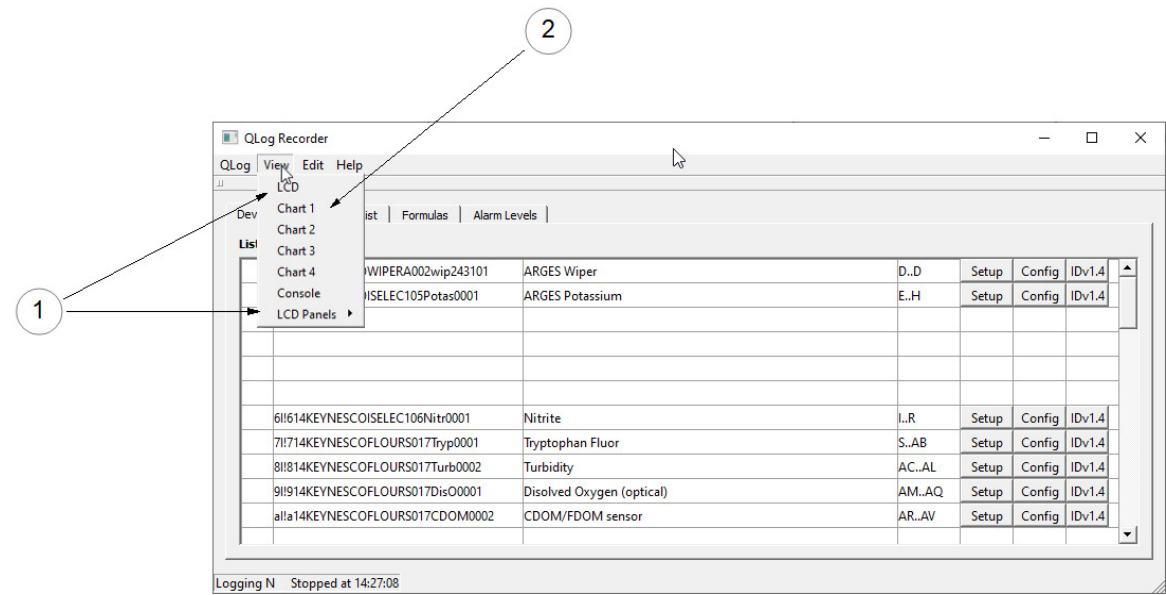 2
QLog Recorder
QLog View Edit Help
LCD
Chart 1
Chart 2
Chart 3
Chart 4
Console
LCD Panels
Dev ist Formulas Alarm Levels
List
WIPERA002wip243101 ARGES Wiper D..D Setup Config IDv1.4
ISELEC105Potas0001 ARGES Potassium E..H Setup Config IDv1.4
1
6I!614KEYNESCOISELEC106Nitr0001 Nitrite I..R Setup Config IDv1.4
7I!714KEYNESCOFLOURS017Tryp0001 Tryptophan Fluor S..AB Setup Config IDv1.4
8I!814KEYNESCOFLOURS017Turb0002 Turbidity AC..AL Setup Config IDv1.4
9I!914KEYNESCOFLOURS017DisO0001 Disolved Oxygen (optical) AM..AQ Setup Config IDv1.4
aI!a14KEYNESCOFLOURS017CDOM0002 CDOM/FDOM sensor AR..AV Setup Config IDv1.4
Logging N Stopped at 14:27:08